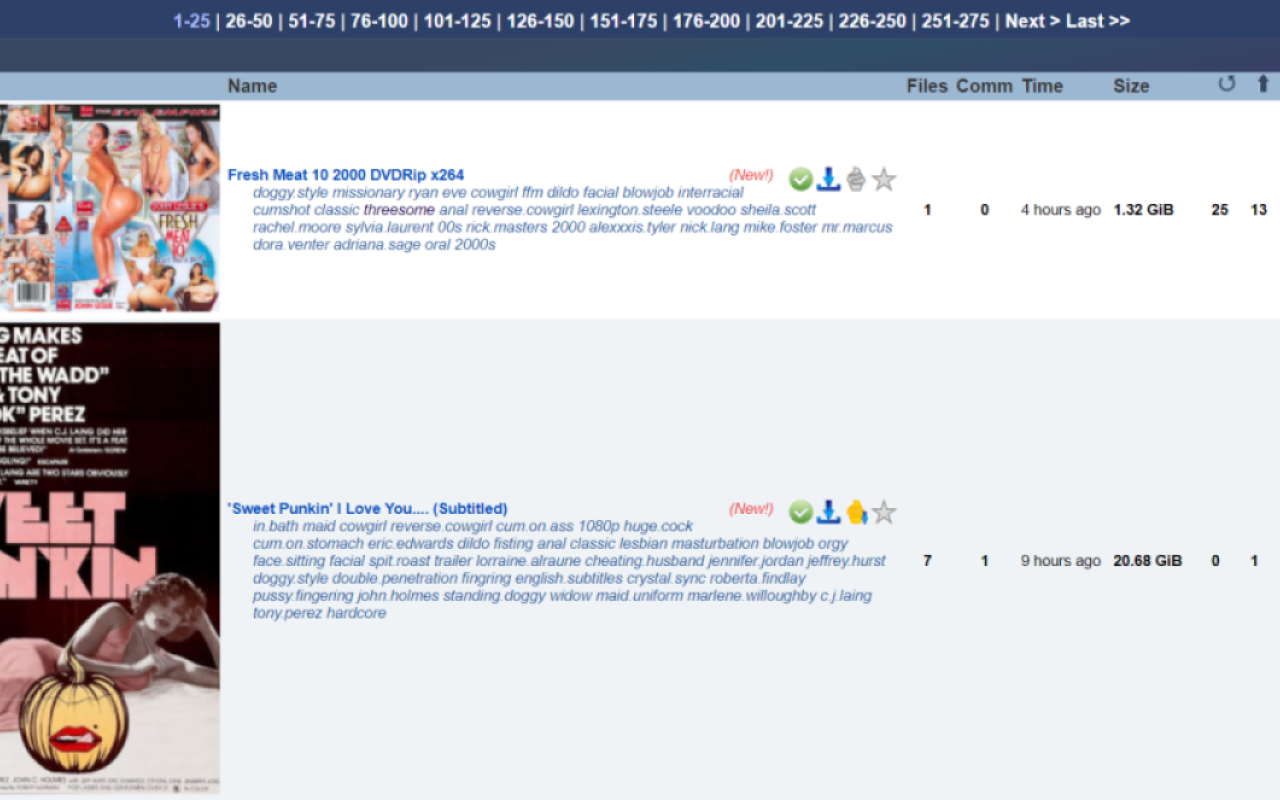 1-25 | 26-50 | 51-75 | 76-100 | 101-125 | 126-150 | 151-175 | 176-200 | 201-225 | 226-250 | 251-275 | Next > Last >>
Name Files Comm Time Size
Fresh Meat 10 2000 DVDRip x264 (New!)
doggy.style missionary ryan eve cowgirl ffm dildo facial blowjob interracial
cumshot classic threesome anal reverse.cowgirl lexington.steele voodoo sheila.scott
rachel.moore sylvia.laurent 00s rick.masters 2000 alexxxis.tyler nick.lang mike.foster mr.marcus
dora.venter adriana.sage oral 2000s
1 0 4 hours ago 1.32 GiB 25 13
FRESH
MEAT
10
G MAKES
EAT OF
THE WADD"
& TONY
K" PEREZ
'Sweet Punkin' I Love You.... (Subtitled) (New!)
in.bath maid cowgirl reverse.cowgirl cum.on.ass 1080p huge.cock
cum.on.stomach eric.edwards dildo fisting anal classic lesbian masturbation blowjob orgy
face.sitting facial spit.roast trailer lorraine.alraune cheating.husband jennifer.jordan jeffrey.hurst
doggy.style double.penetration fingring english.subtitles crystal.sync roberta.findlay
pussy.fingering john.holmes standing.doggy widow maid.uniform marlene.willoughby c.j.laing
tony.perez hardcore
7 1 9 hours ago 20.68 GiB 0 1
EET
NKIN